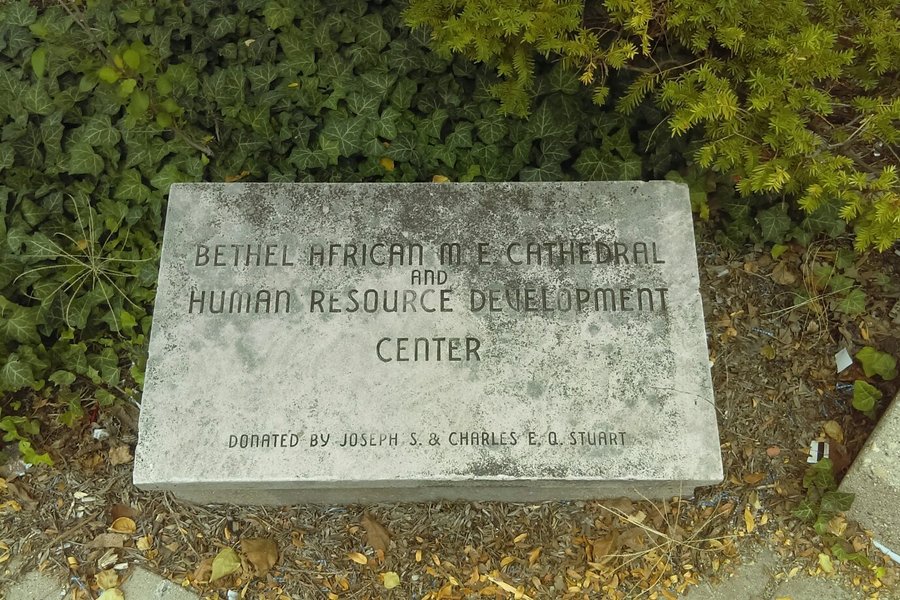 BETHEL AFRICAN M.E. CATHEDRAL
AND
HUMAN RESOURCE DEVELOPMENT
CENTER
DONATED BY JOSEPH S. & CHARLES E. Q. STUART